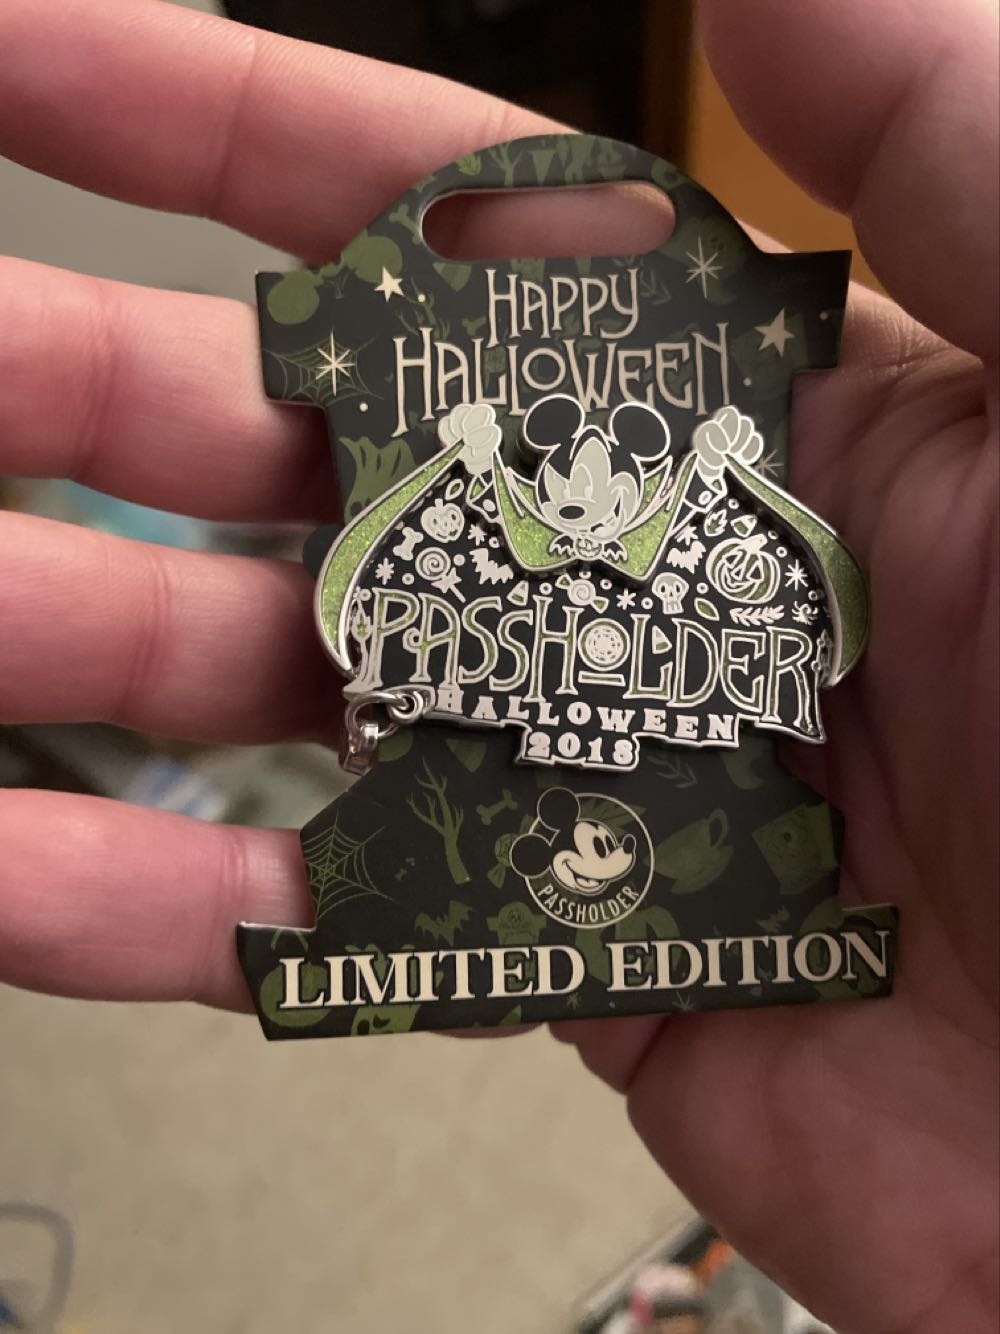 HAPPY
HALLOWEEN
PASSHOLDER
HALLOWEEN
2018
PASSHOLDER
LIMITED EDITION